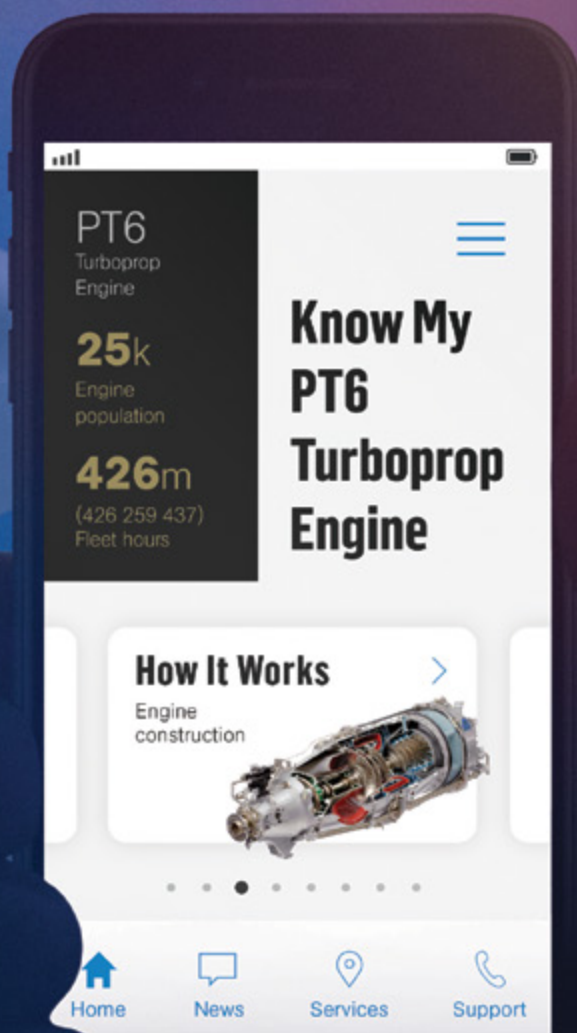 PT6
Turboprop
Engine
25k
Engine
population
426m
(426 259 437)
Fleet hours
Know My
PT6
Turboprop
Engine
How It Works
Engine
construction
Home
News
Services
Support